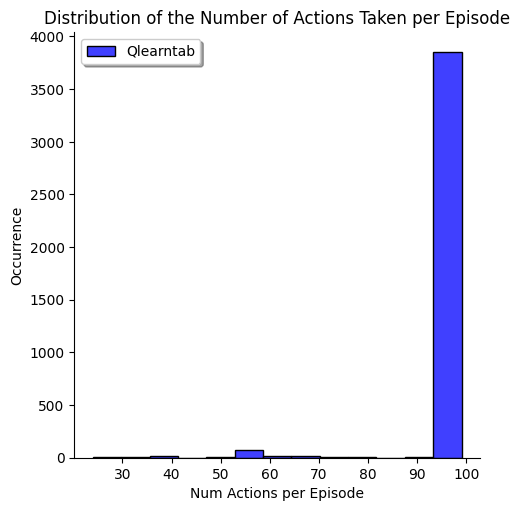 Distribution of the Number of Actions Taken per Episode
Qlearntab
4000
3500
3000
2500
2000
1500
1000
500
0
Occurrence
30 40 50 60 70 80 90 100
Num Actions per Episode